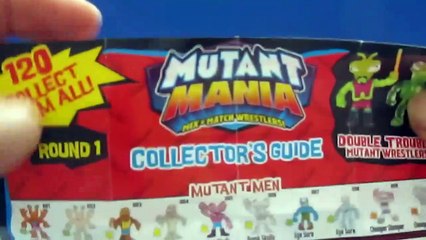 120
COLLECT
'EM ALL!
ROUND 1
MUTANT
MANIA
MIX & MATCH WRESTLERS!
COLLECTOR'S GUIDE
DOUBLE TROUBLE
MUTANT WRESTLERS
MUTANT MEN